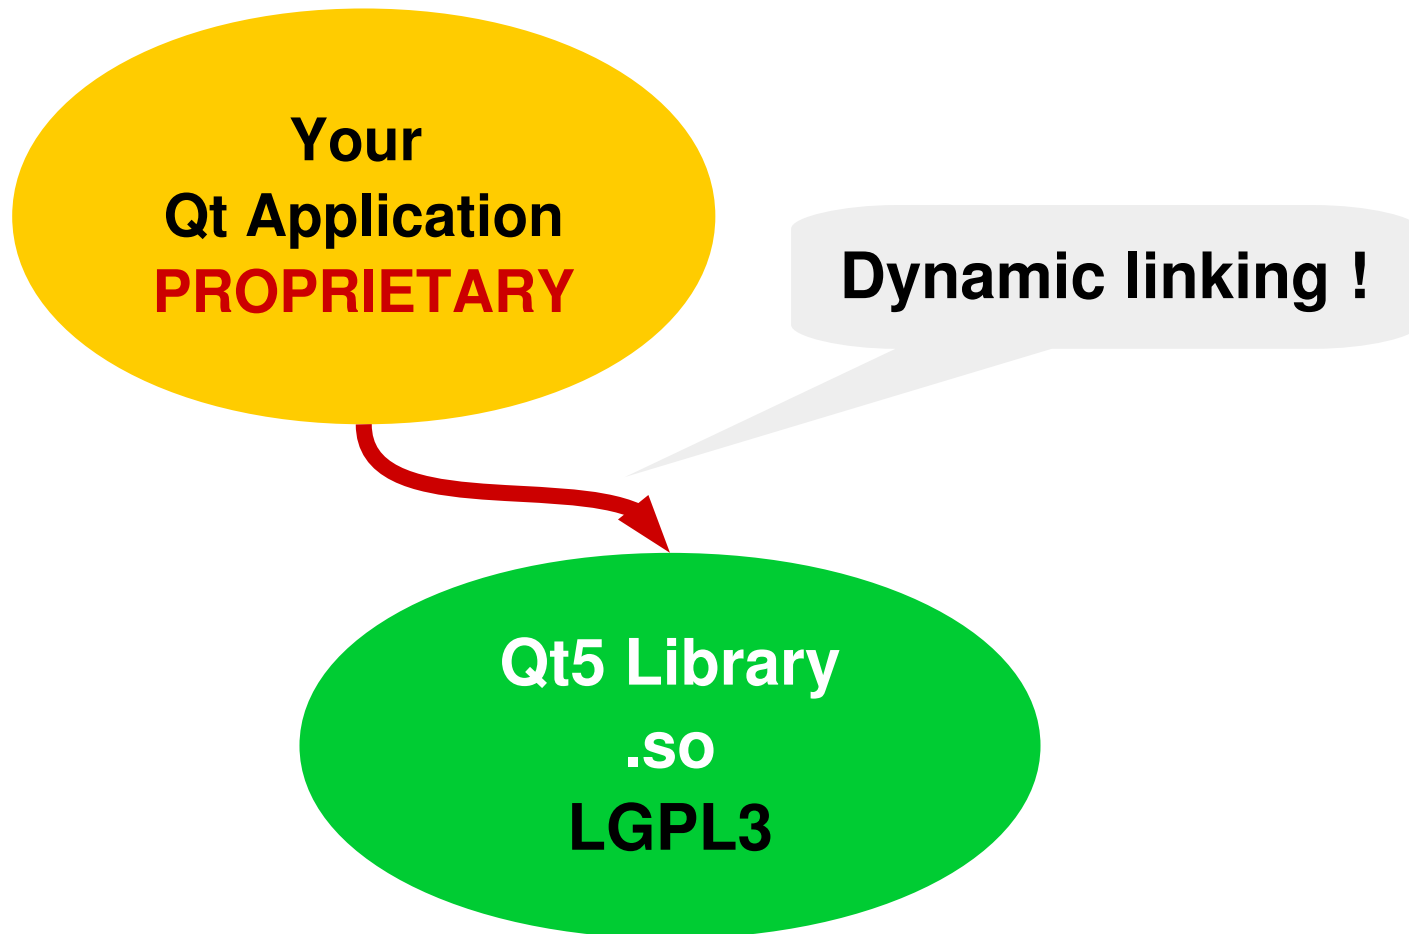 Your
Qt Application
PROPRIETARY
Dynamic linking !
Qt5 Library
.so
LGPL3